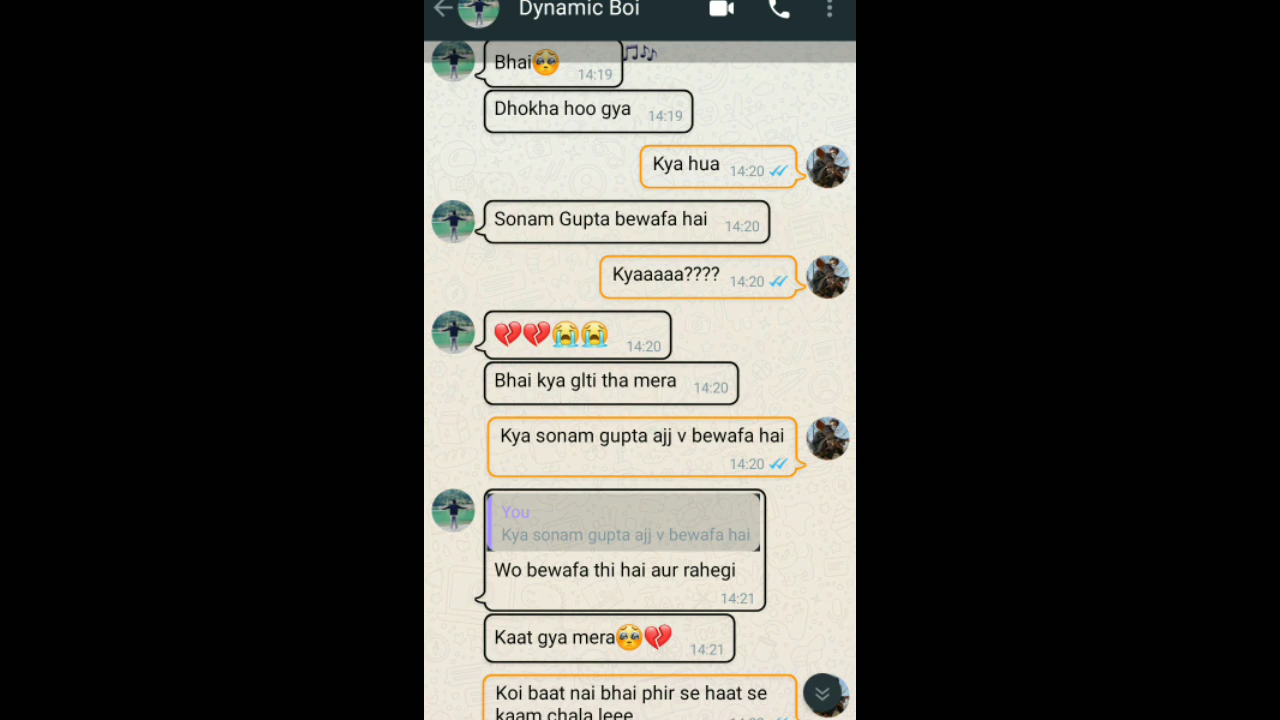 Dynamic Boi
Bhai🥺
14:19
Dhokha hoo gya 14:19
Kya hua 14:20
Sonam Gupta bewafa hai 14:20
Kyaaaaa???? 14:20
💔💔😭😭 14:20
Bhai kya glti tha mera 14:20
Kya sonam gupta ajj v bewafa hai
14:20
You
Kya sonam gupta ajj v bewafa hai
Wo bewafa thi hai aur rahegi
14:21
Kaat gya mera🥺💔 14:21
Koi baat nai bhai phir se haat se
kaam chala leee